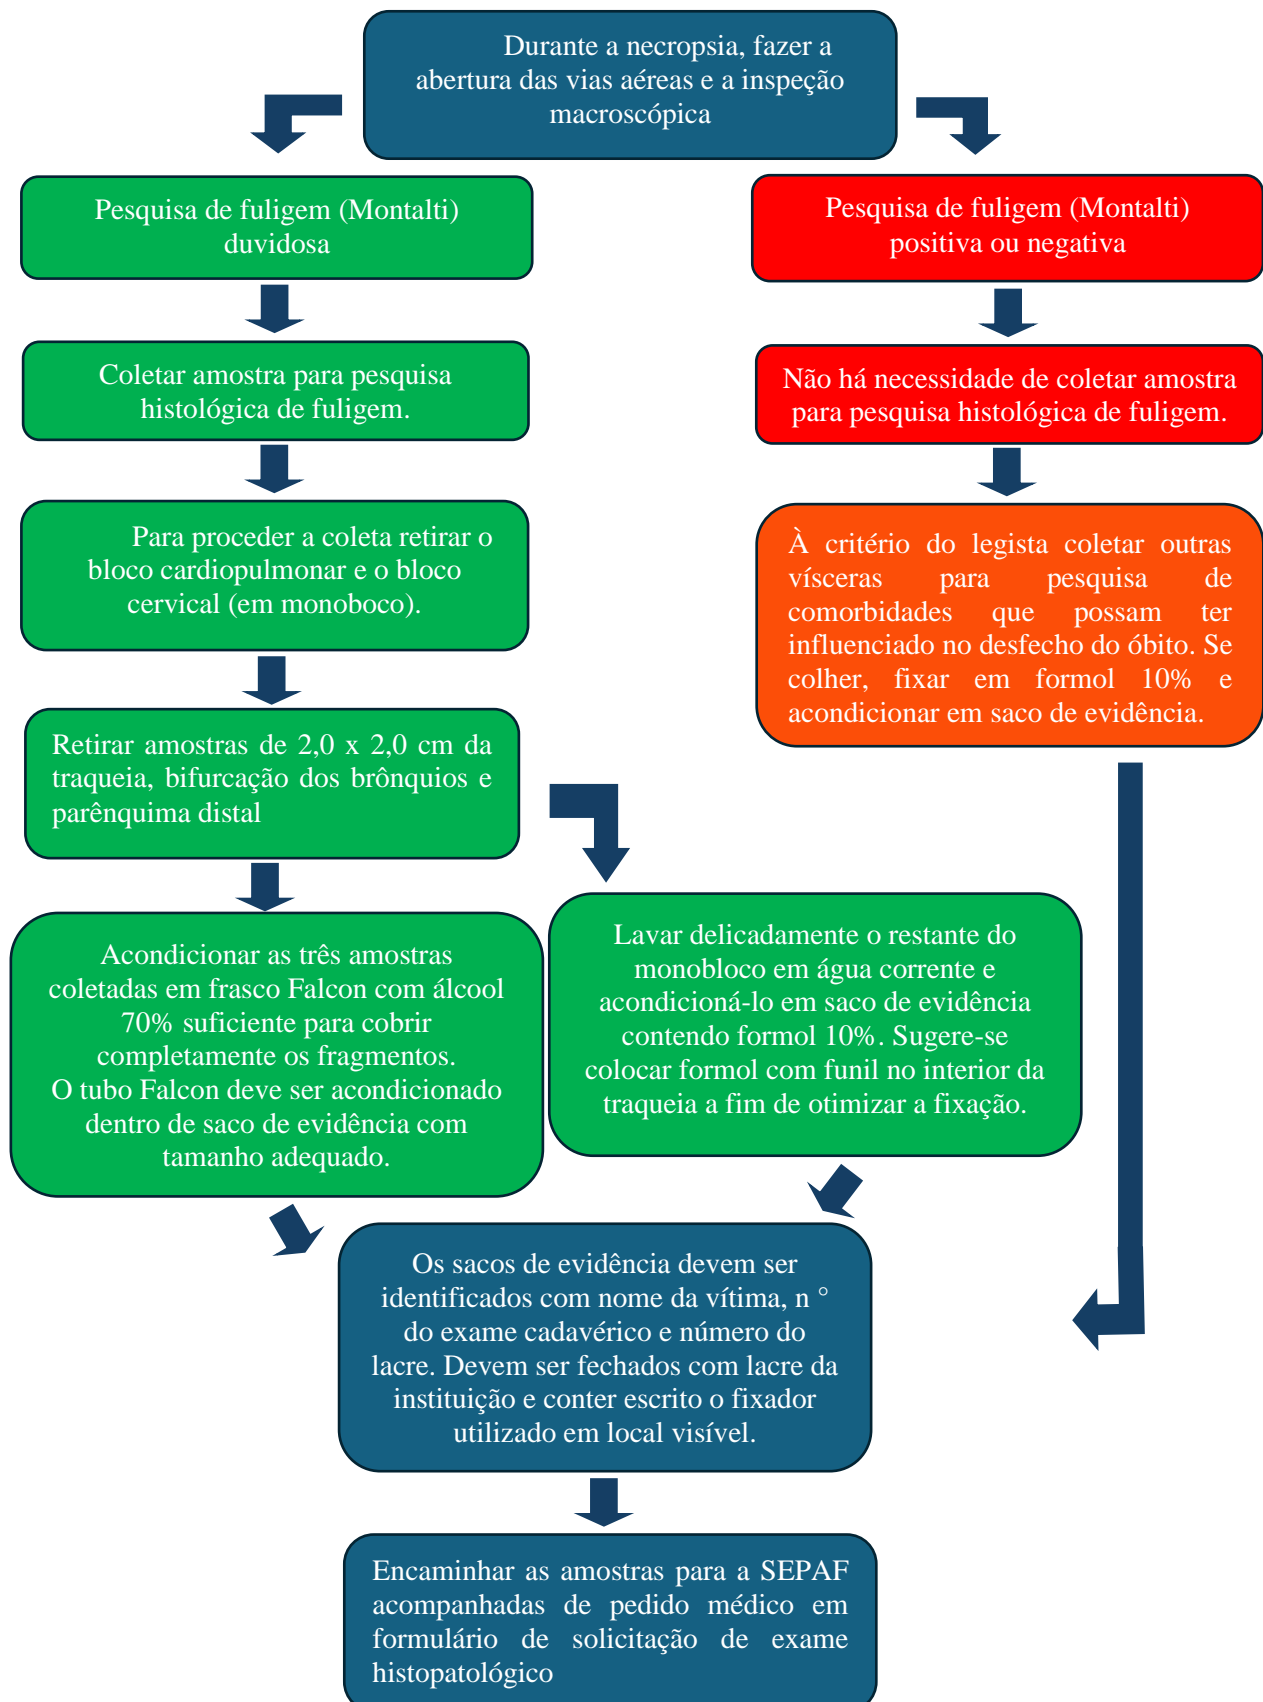 Durante a necropsia, fazer a
abertura das vias aéreas e a inspeção
macroscópica
Pesquisa de fuligem (Montalti)
duvidosa
Pesquisa de fuligem (Montalti)
positiva ou negativa
Coletar amostra para pesquisa
histológica de fuligem.
Não há necessidade de coletar amostra
para pesquisa histológica de fuligem.
Para proceder a coleta retirar o
bloco cardiopulmonar e o bloco
cervical (em monoboco).
À critério do legista coletar outras
vísceras para pesquisa de
comorbidades que possam ter
influenciado no desfecho do óbito. Se
colher, fixar em formol 10% e
acondicionar em saco de evidência.
Retirar amostras de 2,0 x 2,0 cm da
traqueia, bifurcação dos brônquios e
parênquima distal
Acondicionar as três amostras
coletadas em frasco Falcon com álcool
70% suficiente para cobrir
completamente os fragmentos.
O tubo Falcon deve ser acondicionado
dentro de saco de evidência com
tamanho adequado.
Lavar delicadamente o restante do
monobloco em água corrente e
acondicioná-lo em saco de evidência
contendo formol 10%. Sugere-se
colocar formol com funil no interior da
traqueia a fim de otimizar a fixação.
Os sacos de evidência devem ser
identificados com nome da vítima, n °
do exame cadavérico e número do
lacre. Devem ser fechados com lacre da
instituição e conter escrito o fixador
utilizado em local visível.
Encaminhar as amostras para a SEPAF
acompanhadas de pedido médico em
formulário de solicitação de exame
histopatológico